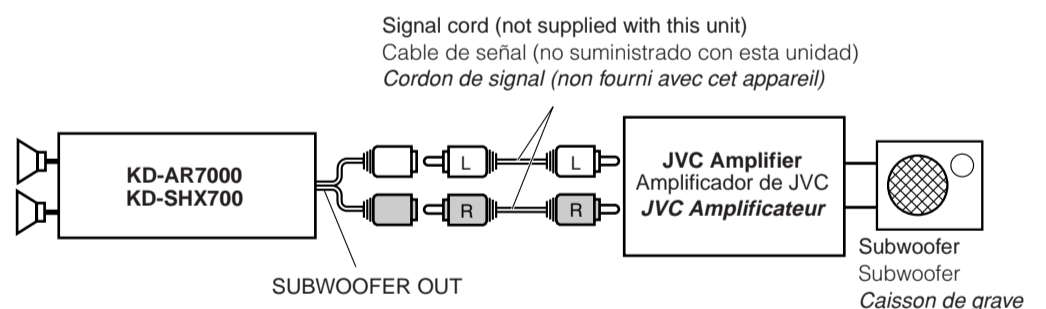 Signal cord (not supplied with this unit)
Cable de señal (no suministrado con esta unidad)
Cordon de signal (non fourni avec cet appareil)
KD-AR7000
KD-SHX700
L
L
R
R
JVC Amplifier
Amplificador de JVC
JVC Amplificateur
SUBWOOFER OUT
Subwoofer
Subwoofer
Caisson de grave